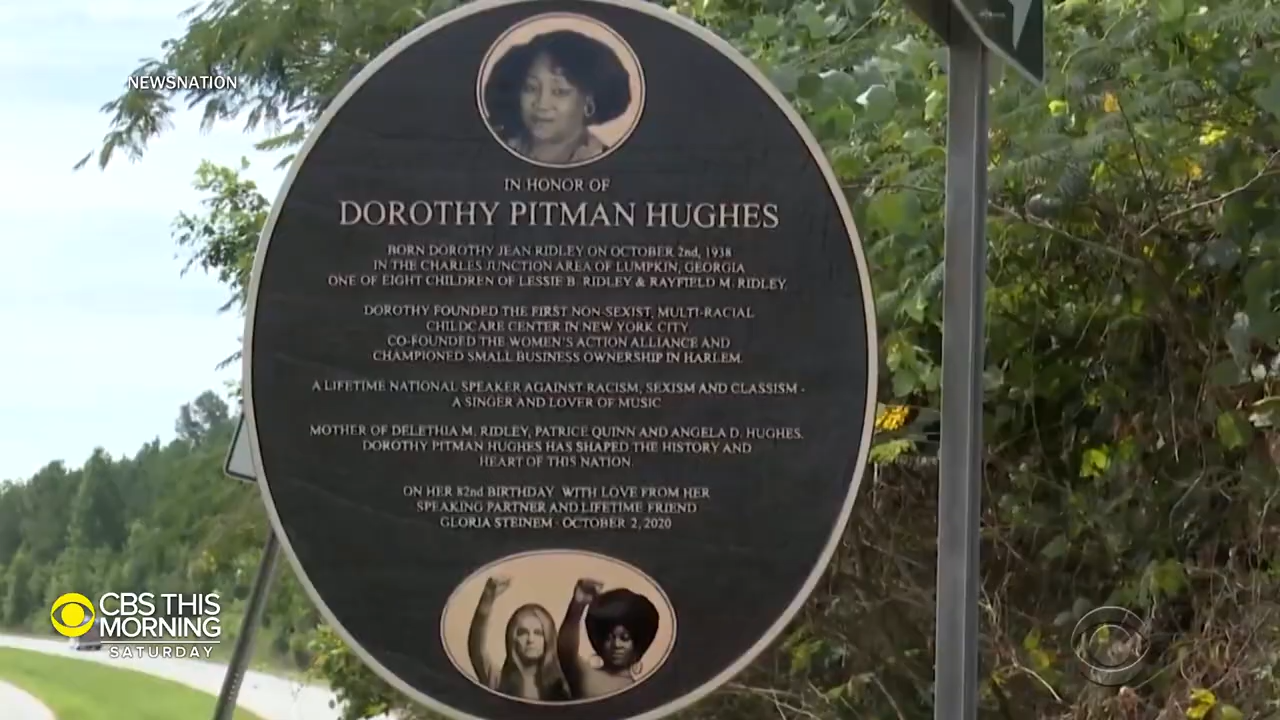 NEWSNATION
IN HONOR OF
DOROTHY PITMAN HUGHES
BORN DOROTHY JEAN RIDLEY ON OCTOBER 2nd, 1938
IN THE CHARLES JUNCTION AREA OF LUMPKIN, GEORGIA
ONE OF EIGHT CHILDREN OF LESSIE B. RIDLEY & RAYFIELD M. RIDLEY.
DOROTHY FOUNDED THE FIRST NON-SEXIST, MULTI-RACIAL
CHILDCARE CENTER IN NEW YORK CITY,
CO-FOUNDED THE WOMEN'S ACTION ALLIANCE AND
CHAMPIONED SMALL BUSINESS OWNERSHIP IN HARLEM.
A LIFETIME NATIONAL SPEAKER AGAINST RACISM, SEXISM AND CLASSISM -
A SINGER AND LOVER OF MUSIC
MOTHER OF DELETHIA M. RIDLEY, PATRICE QUINN AND ANGELA D. HUGHES.
DOROTHY PITMAN HUGHES HAS SHAPED THE HISTORY AND
HEART OF THIS NATION.
ON HER 82nd BIRTHDAY WITH LOVE FROM HER
SPEAKING PARTNER AND LIFETIME FRIEND
GLORIA STEINEM - OCTOBER 2, 2020
CBS THIS
MORNING
SATURDAY